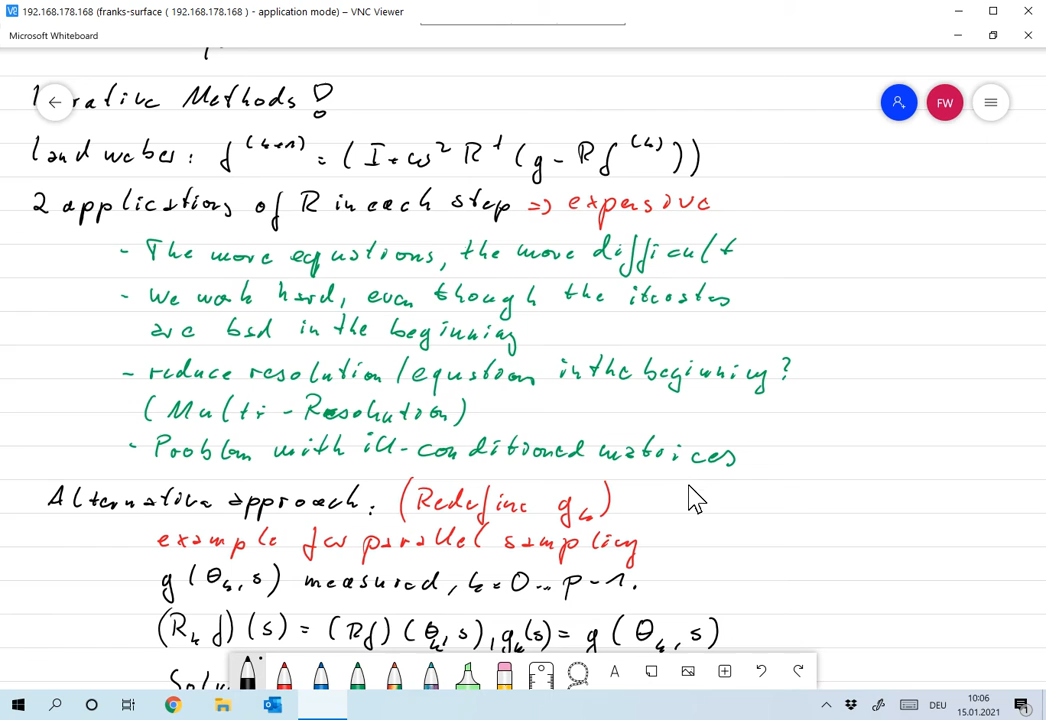 192.168.178.168 (franks-surface ( 192.168.178.168 ) - application mode) – VNC Viewer
Microsoft Whiteboard
FW
Methods !
Landweber: f^(k+1) = (I + ω² R^t (g - R f^(k)))
2 applications of R in each step => expensive
- The more equations, the more difficult
- We work hard, even though the iterates
are bad in the beginning
- reduce resolution / equations in the beginning?
(Multi-Resolution)
- Problem with ill-conditioned matrices
Alternative approach: (Redefine g_k)
example for parallel sampling
g(θ_k, s) measured, k=0...p-1.
(R_k f)(s) = (Rf)(θ_k, s), g_k(s) = g(θ_k, s)
A
DEU
10:06
15.01.2021
1